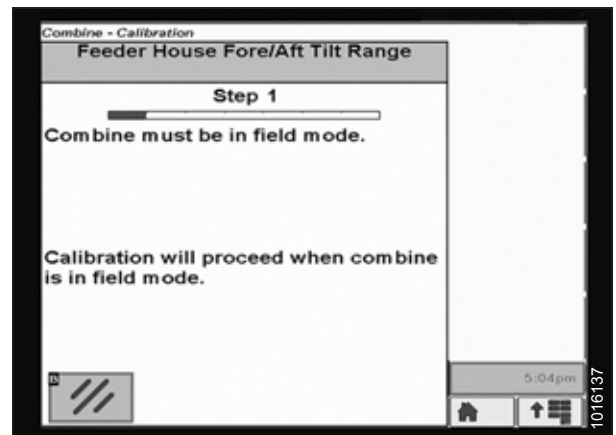 Combine - Calibration
Feeder House Fore/Aft Tilt Range
Step 1
Combine must be in field mode.
Calibration will proceed when combine
is in field mode.
5:04pm
1016137